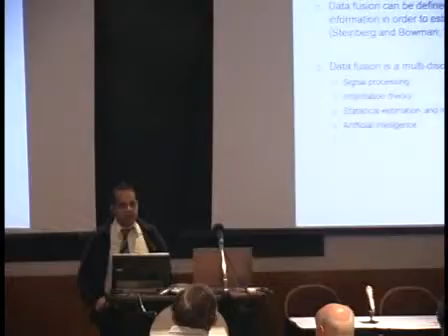 Data fusion can be define
information in order to est
(Steinberg and Bowman,
Data fusion is a multi-disc
Signal processing
Information theory
Statistical estimation and
Artificial intelligence